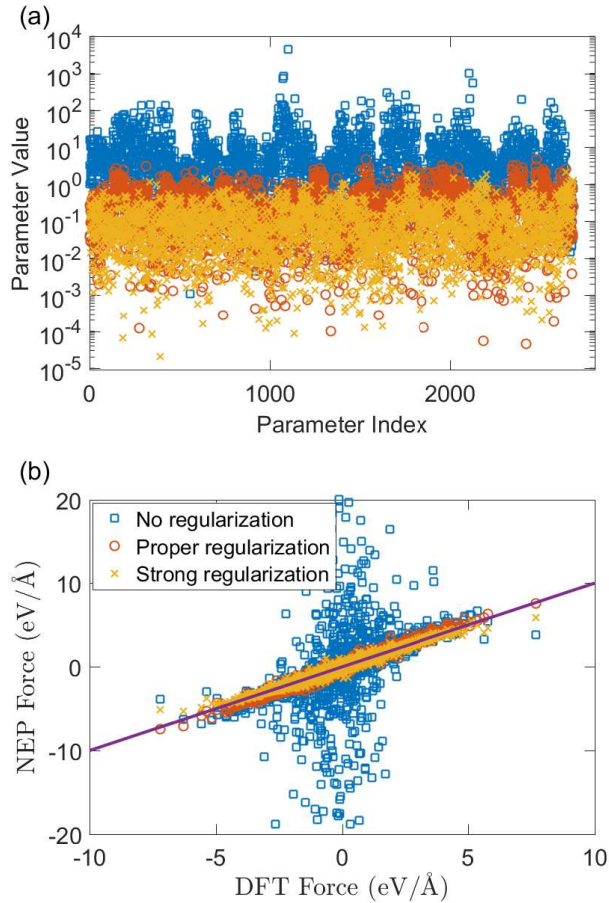 (a)
10^4
10^3
10^2
10^1
10^0
10^-1
10^-2
10^-3
10^-4
10^-5
Parameter Value
0 1000 2000
Parameter Index
(b)
20
10
0
-10
-20
NEP Force (eV/Å)
No regularization
Proper regularization
Strong regularization
-10 -5 0 5 10
DFT Force (eV/Å)